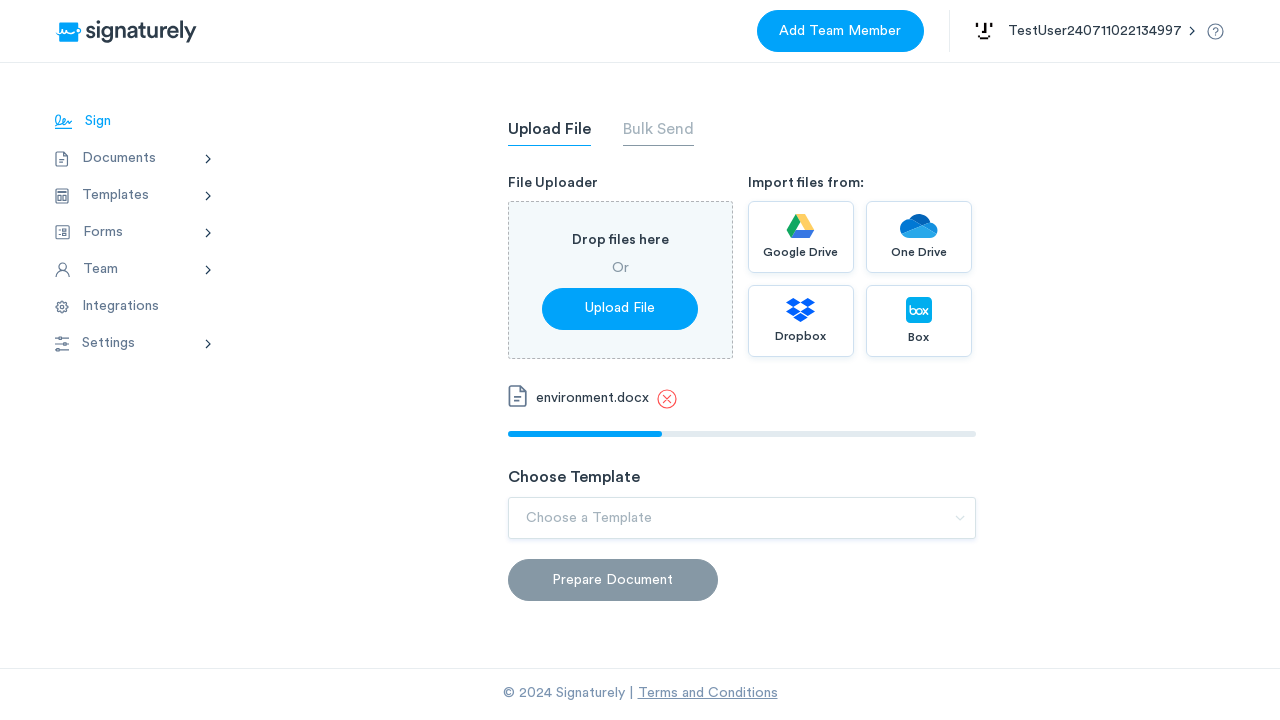 signaturely
Add Team Member
TestUser240711022134997
Sign
Documents
Templates
Forms
Team
Integrations
Settings
Upload File
Bulk Send
File Uploader
Drop files here
Or
Upload File
Import files from:
Google Drive
One Drive
Dropbox
box
Box
environment.docx
Choose Template
Choose a Template
Prepare Document
© 2024 Signaturely | Terms and Conditions